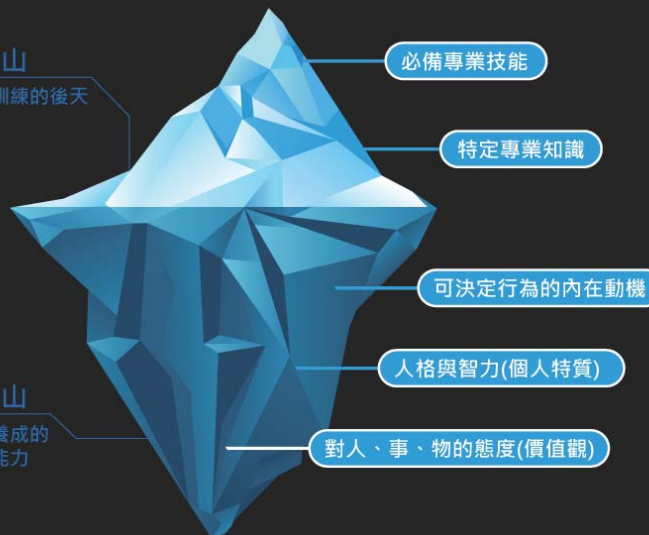 山
訓練的後天
必備專業技能
特定專業知識
可決定行為的內在動機
人格與智力(個人特質)
山
養成的
能力
對人、事、物的態度(價值觀)